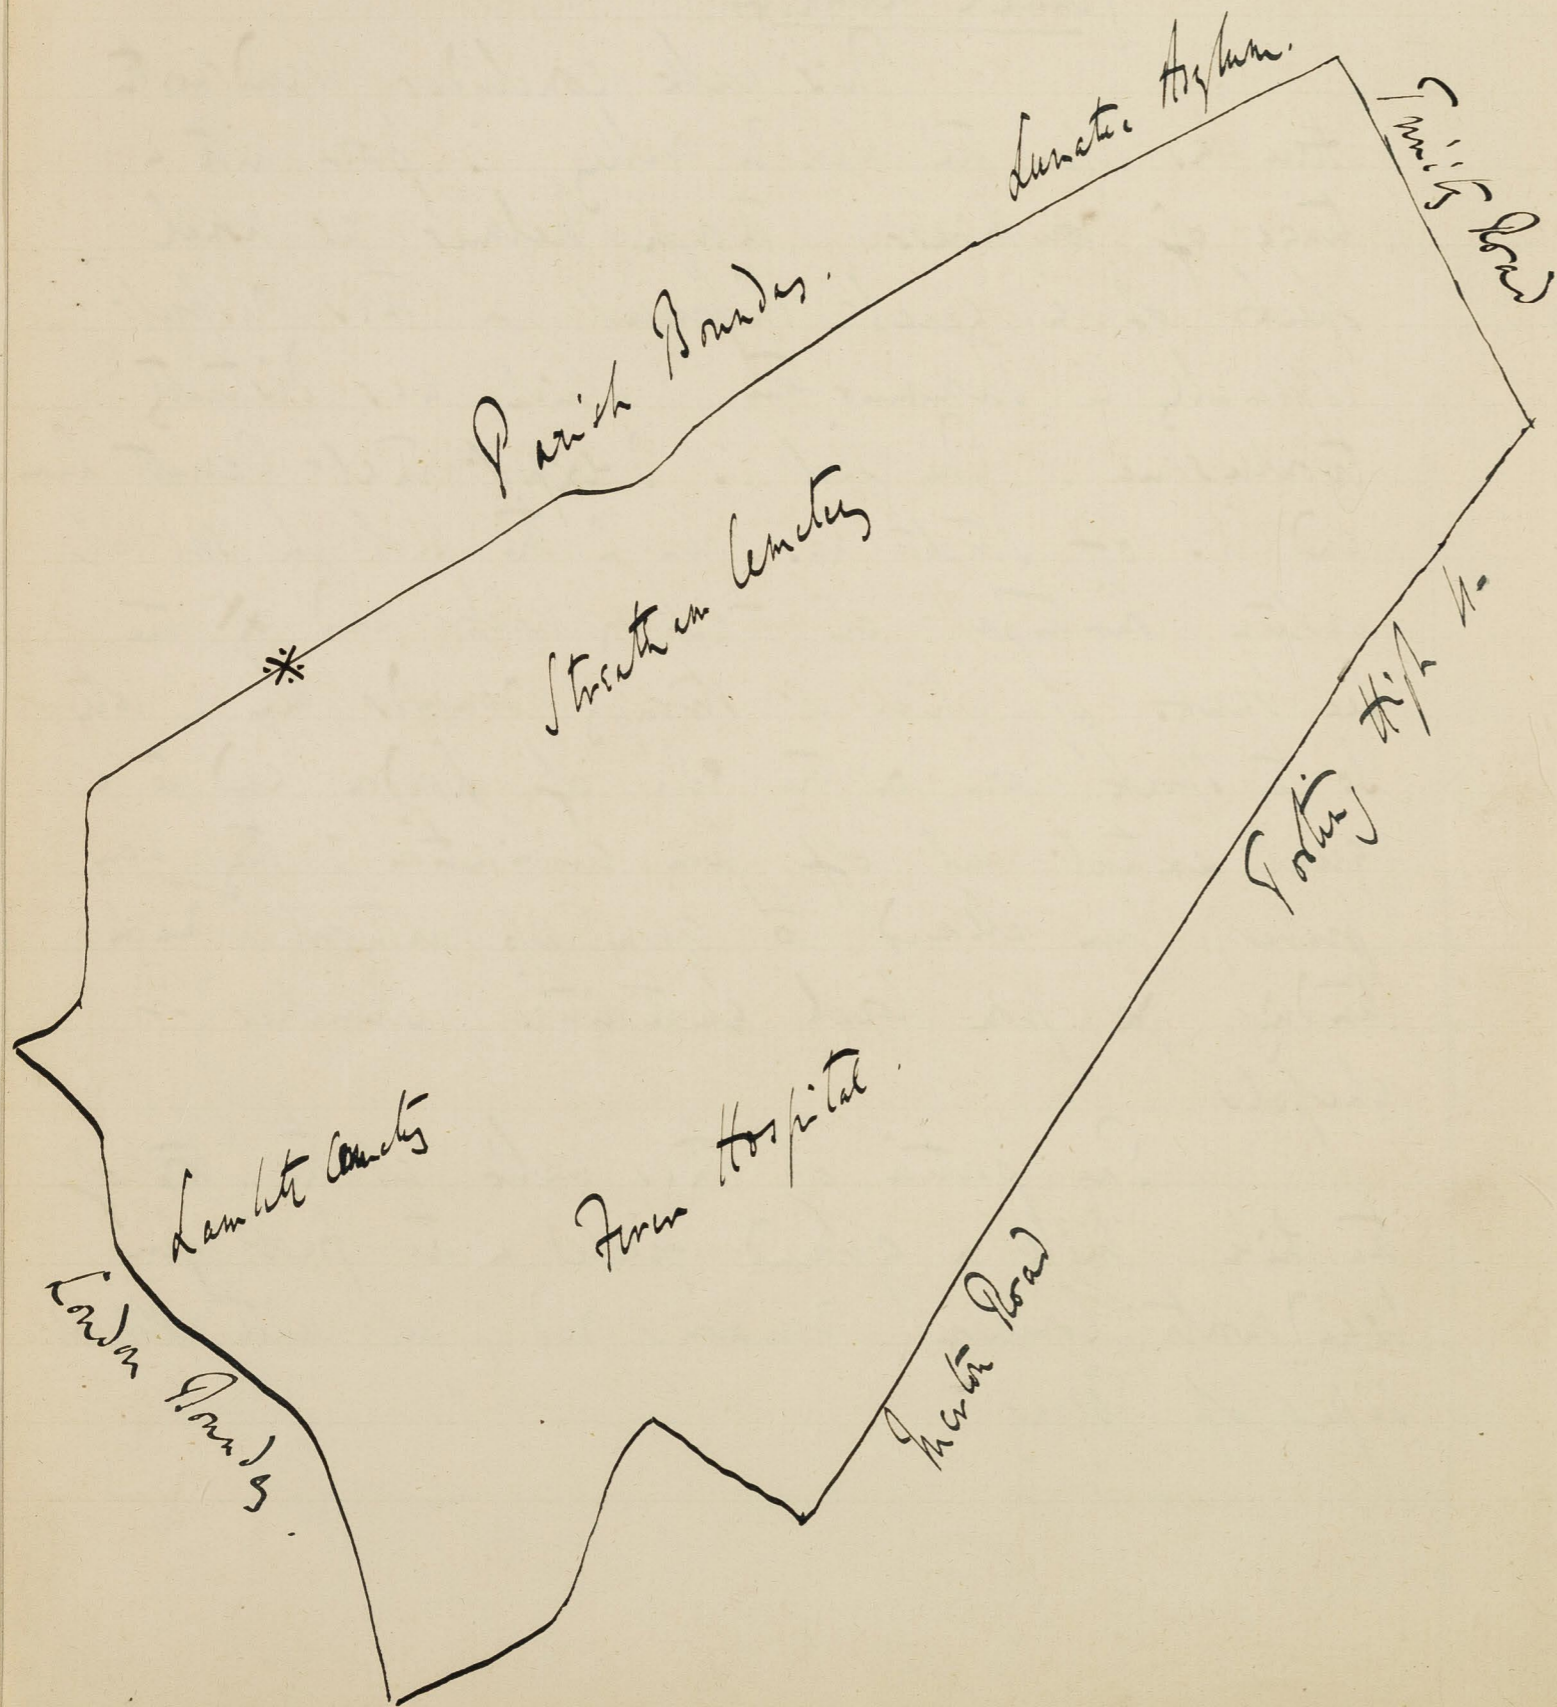 Lunatic Asylum.
Trinity Road
Parish Boundary.
Streatham Cemetery
Tooting High St.
Lambeth Cemetery
Fever Hospital.
London Boundary.
Merton Road